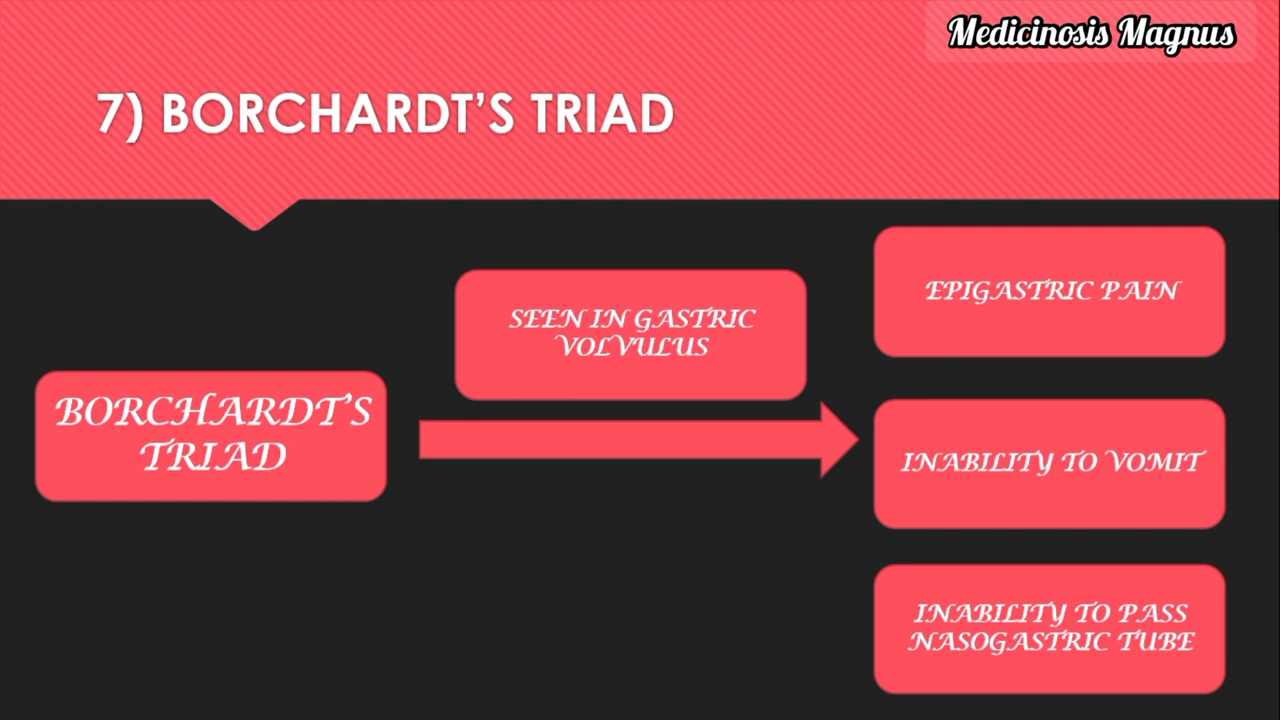 Medicinosis Magnus
7) BORCHARDT’S TRIAD
BORCHARDT’S
TRIAD
SEEN IN GASTRIC
VOLVULUS
EPIGASTRIC PAIN
INABILITY TO VOMIT
INABILITY TO PASS
NASOGASTRIC TUBE